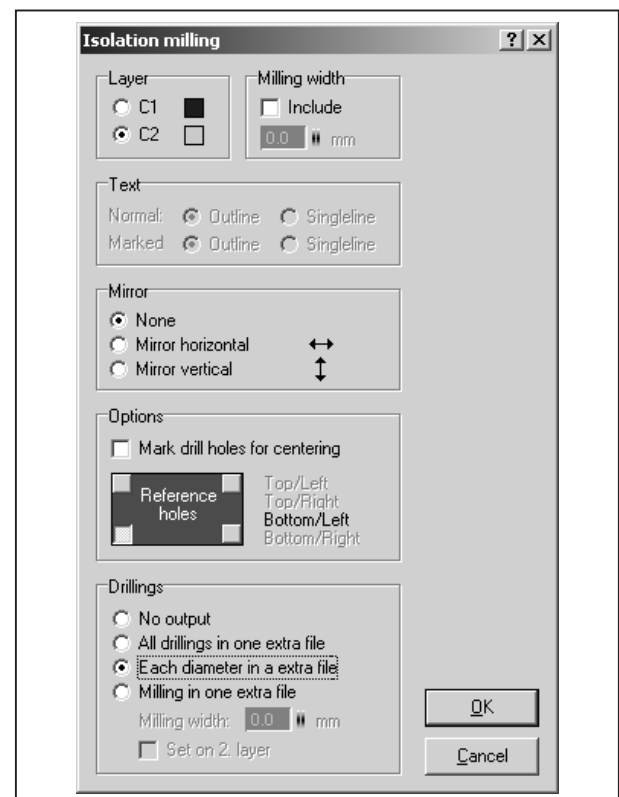 Isolation milling
Layer
C1
C2
Milling width
Include
0.0 mm
Text
Normal: Outline Singleline
Marked Outline Singleline
Mirror
None
Mirror horizontal
Mirror vertical
Options
Mark drill holes for centering
Reference
holes
Top/Left
Top/Right
Bottom/Left
Bottom/Right
Drillings
No output
All drillings in one extra file
Each diameter in a extra file
Milling in one extra file
Milling width: 0.0 mm
Set on 2. layer
OK
Cancel